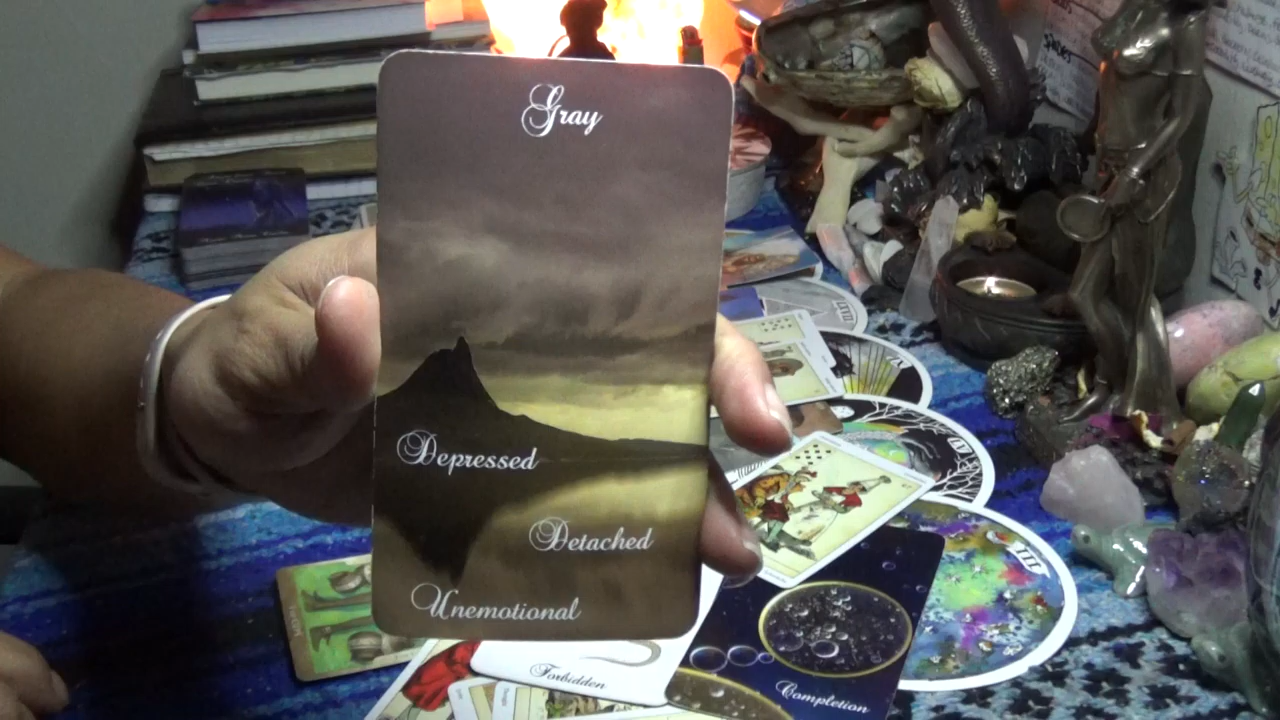 Gray
Depressed
Detached
Unemotional
Forbidden
Completion